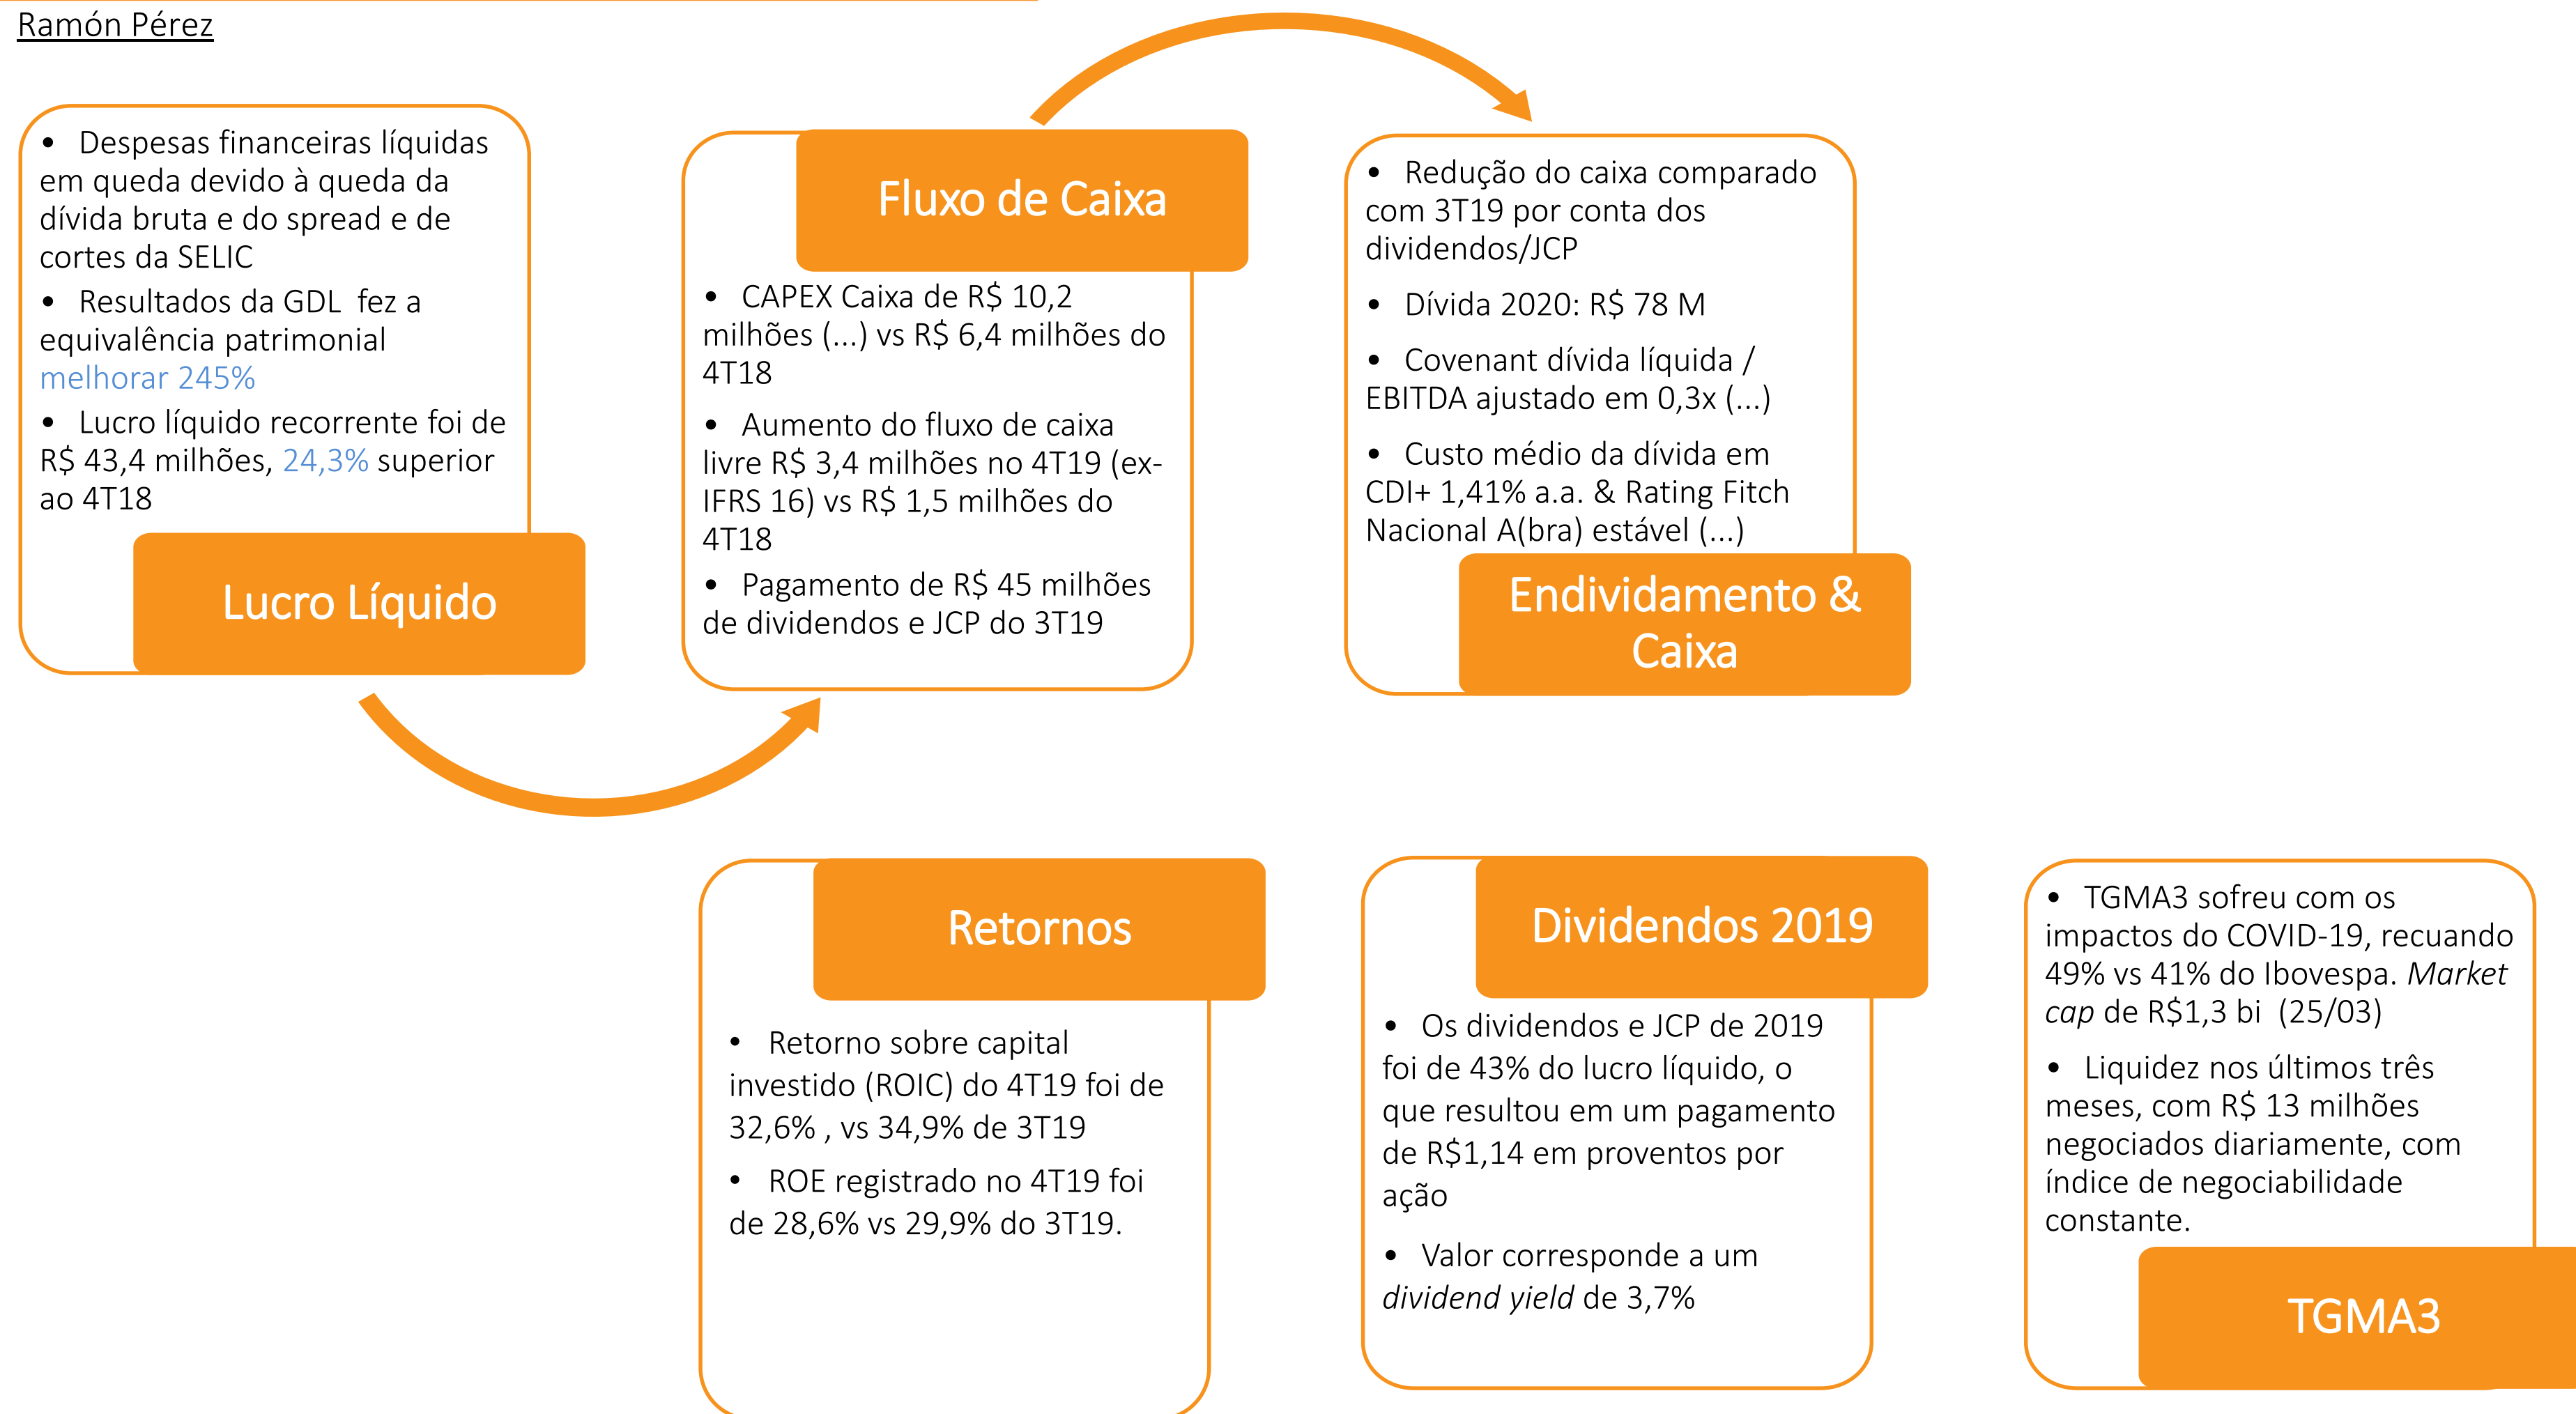 Ramón Pérez
• Despesas financeiras líquidas
em queda devido à queda da
dívida bruta e do spread e de
cortes da SELIC
• Resultados da GDL fez a
equivalência patrimonial
melhorar 245%
• Lucro líquido recorrente foi de
R$ 43,4 milhões, 24,3% superior
ao 4T18
Lucro Líquido
Fluxo de Caixa
• CAPEX Caixa de R$ 10,2
milhões (...) vs R$ 6,4 milhões do
4T18
• Aumento do fluxo de caixa
livre R$ 3,4 milhões no 4T19 (ex-
IFRS 16) vs R$ 1,5 milhões do
4T18
• Pagamento de R$ 45 milhões
de dividendos e JCP do 3T19
• Redução do caixa comparado
com 3T19 por conta dos
dividendos/JCP
• Dívida 2020: R$ 78 M
• Covenant dívida líquida /
EBITDA ajustado em 0,3x (...)
• Custo médio da dívida em
CDI+ 1,41% a.a. & Rating Fitch
Nacional A(bra) estável (...)
Endividamento &
Caixa
Retornos
• Retorno sobre capital
investido (ROIC) do 4T19 foi de
32,6% , vs 34,9% de 3T19
• ROE registrado no 4T19 foi
de 28,6% vs 29,9% do 3T19.
Dividendos 2019
• Os dividendos e JCP de 2019
foi de 43% do lucro líquido, o
que resultou em um pagamento
de R$1,14 em proventos por
ação
• Valor corresponde a um
dividend yield de 3,7%
• TGMA3 sofreu com os
impactos do COVID-19, recuando
49% vs 41% do Ibovespa. Market
cap de R$1,3 bi (25/03)
• Liquidez nos últimos três
meses, com R$ 13 milhões
negociados diariamente, com
índice de negociabilidade
constante.
TGMA3